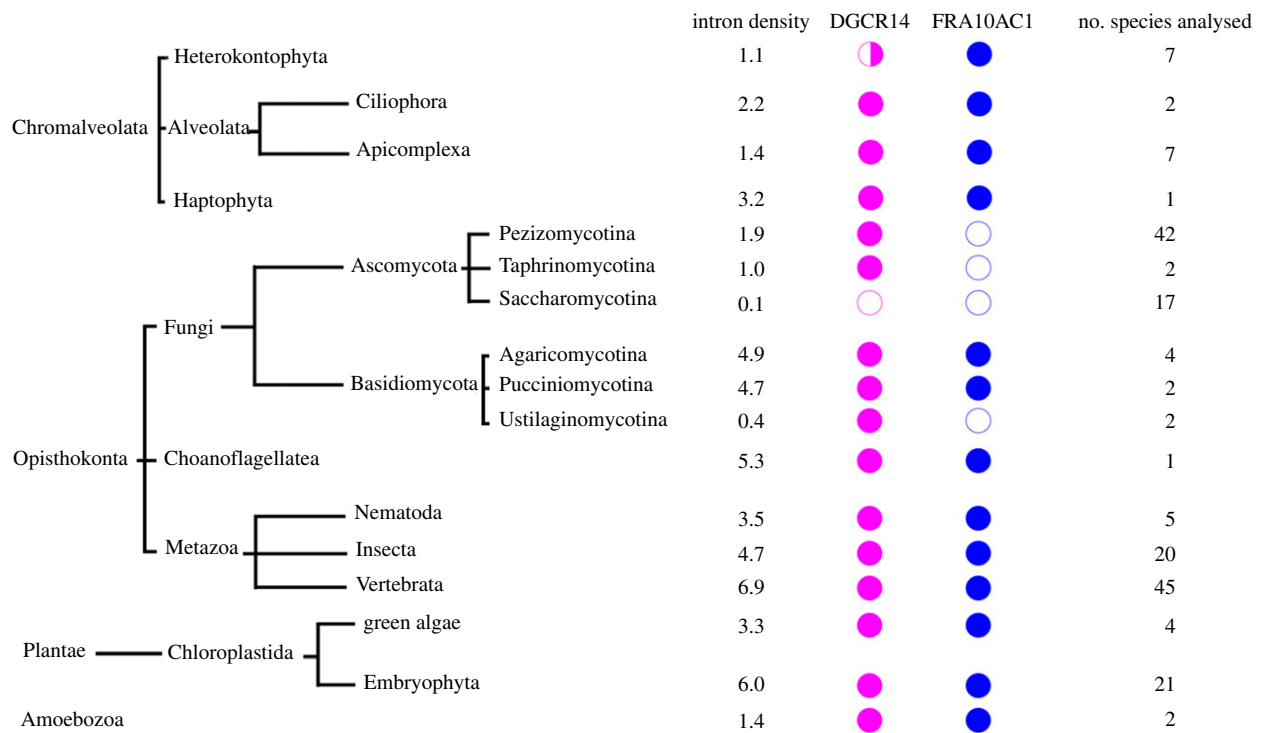 intron density DGCR14 FRA10AC1 no. species analysed
Heterokontophyta 1.1 7
Ciliophora 2.2 2
Chromalveolata Alveolata
Apicomplexa 1.4 7
Haptophyta 3.2 1
Pezizomycotina 1.9 42
Ascomycota Taphrinomycotina 1.0 2
Saccharomycotina 0.1 17
Fungi
Agaricomycotina 4.9 4
Basidiomycota Pucciniomycotina 4.7 2
Ustilaginomycotina 0.4 2
Opisthokonta Choanoflagellatea 5.3 1
Nematoda 3.5 5
Metazoa Insecta 4.7 20
Vertebrata 6.9 45
green algae 3.3 4
Plantae Chloroplastida
Embryophyta 6.0 21
Amoebozoa 1.4 2